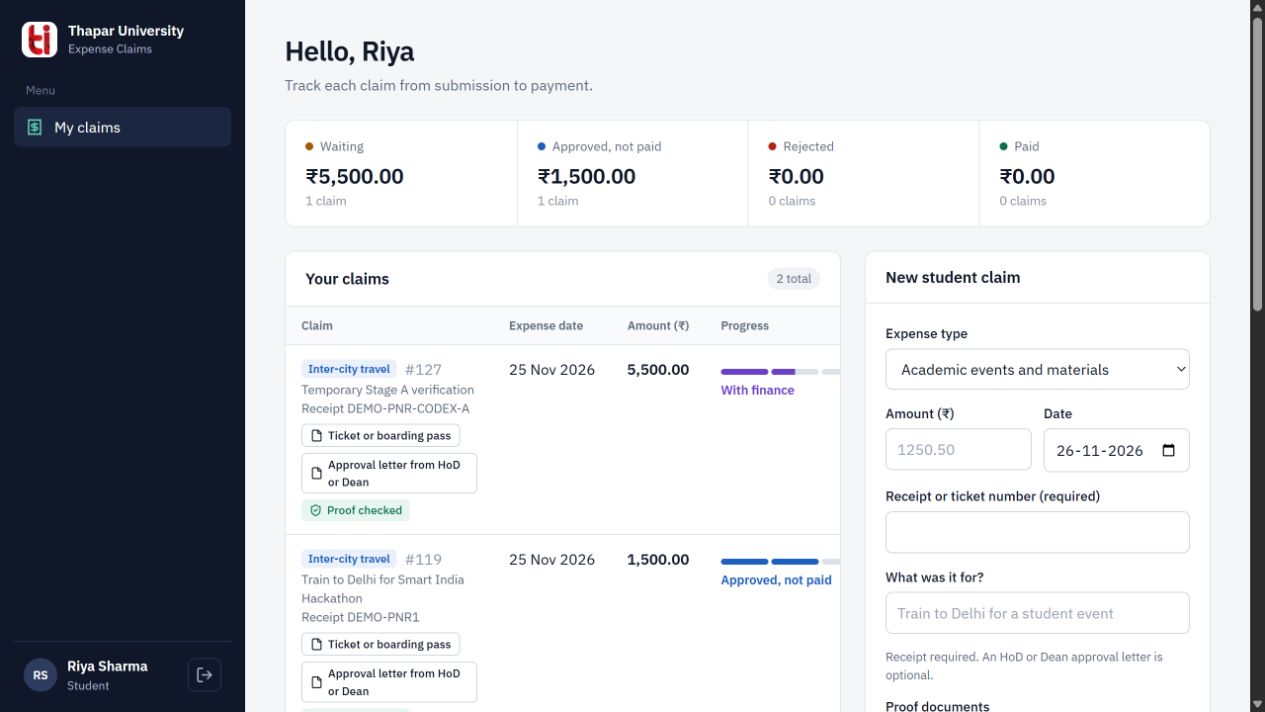 ti
Thapar University
Expense Claims
Menu
My claims
RS
Riya Sharma
Student
Hello, Riya
Track each claim from submission to payment.
Waiting
₹5,500.00
1 claim
Approved, not paid
₹1,500.00
1 claim
Rejected
₹0.00
0 claims
Paid
₹0.00
0 claims
Your claims
2 total
Claim Expense date Amount (₹) Progress
Inter-city travel #127 25 Nov 2026 5,500.00
With finance
Temporary Stage A verification
Receipt DEMO-PNR-CODEX-A
Ticket or boarding pass
Approval letter from HoD
or Dean
Proof checked
Inter-city travel #119 25 Nov 2026 1,500.00
Approved, not paid
Train to Delhi for Smart India
Hackathon
Receipt DEMO-PNR1
Ticket or boarding pass
Approval letter from HoD
or Dean
New student claim
Expense type
Academic events and materials
Amount (₹) Date
1250.50 26-11-2026
Receipt or ticket number (required)
What was it for?
Train to Delhi for a student event
Receipt required. An HoD or Dean approval letter is
optional.
Proof documents